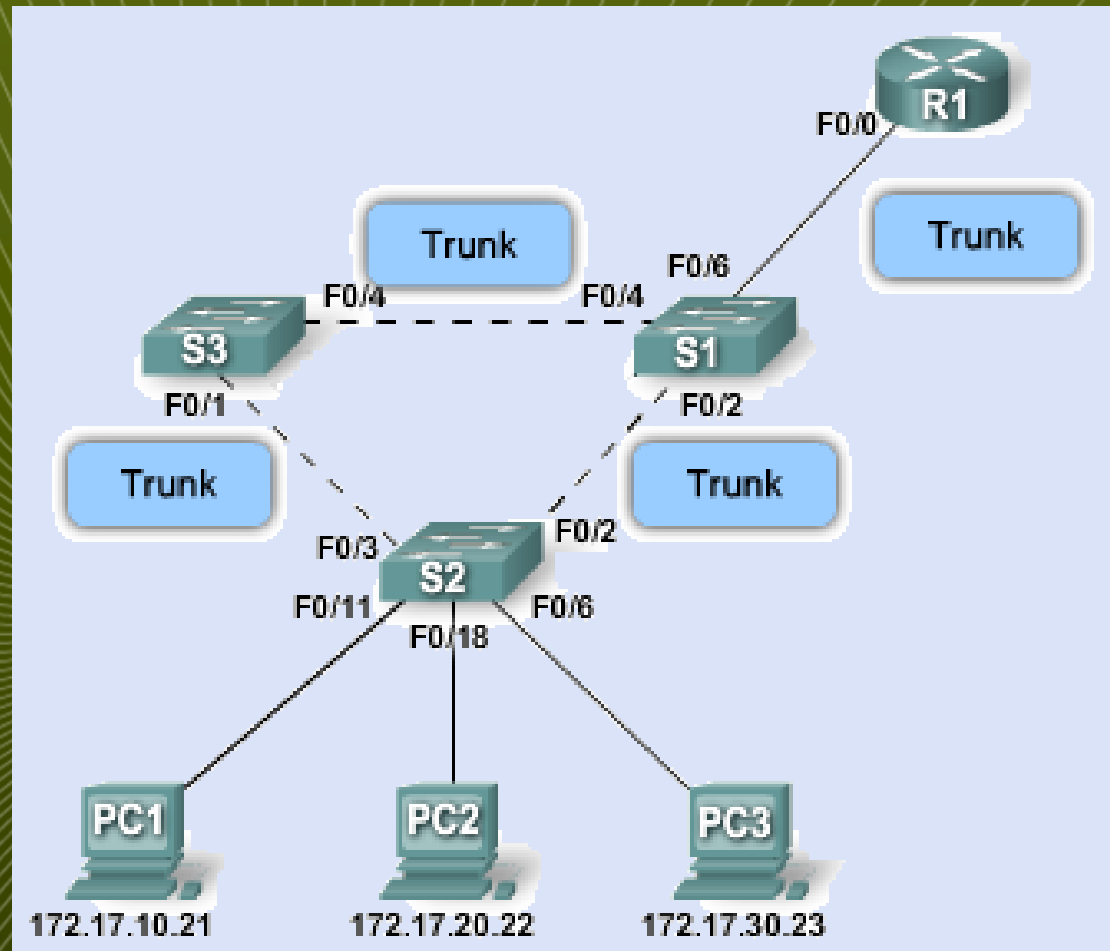 R1
F0/0
Trunk
Trunk
F0/6
F0/4
F0/4
S3
S1
F0/1
F0/2
Trunk
Trunk
F0/2
F0/3
S2
F0/11
F0/6
F0/18
PC1
PC2
PC3
172.17.10.21
172.17.20.22
172.17.30.23